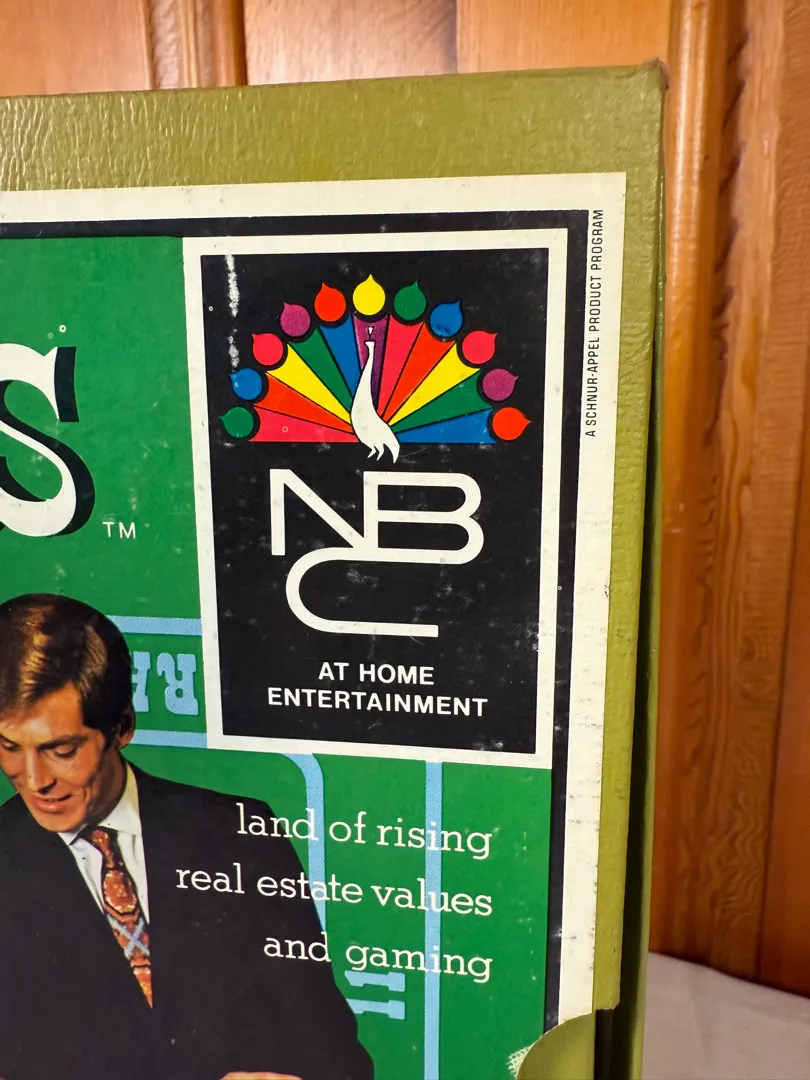 S
TM
NBC
AT HOME
ENTERTAINMENT
A SCHNUR-APPEL PRODUCT PROGRAM
land of rising
real estate values
and gaming